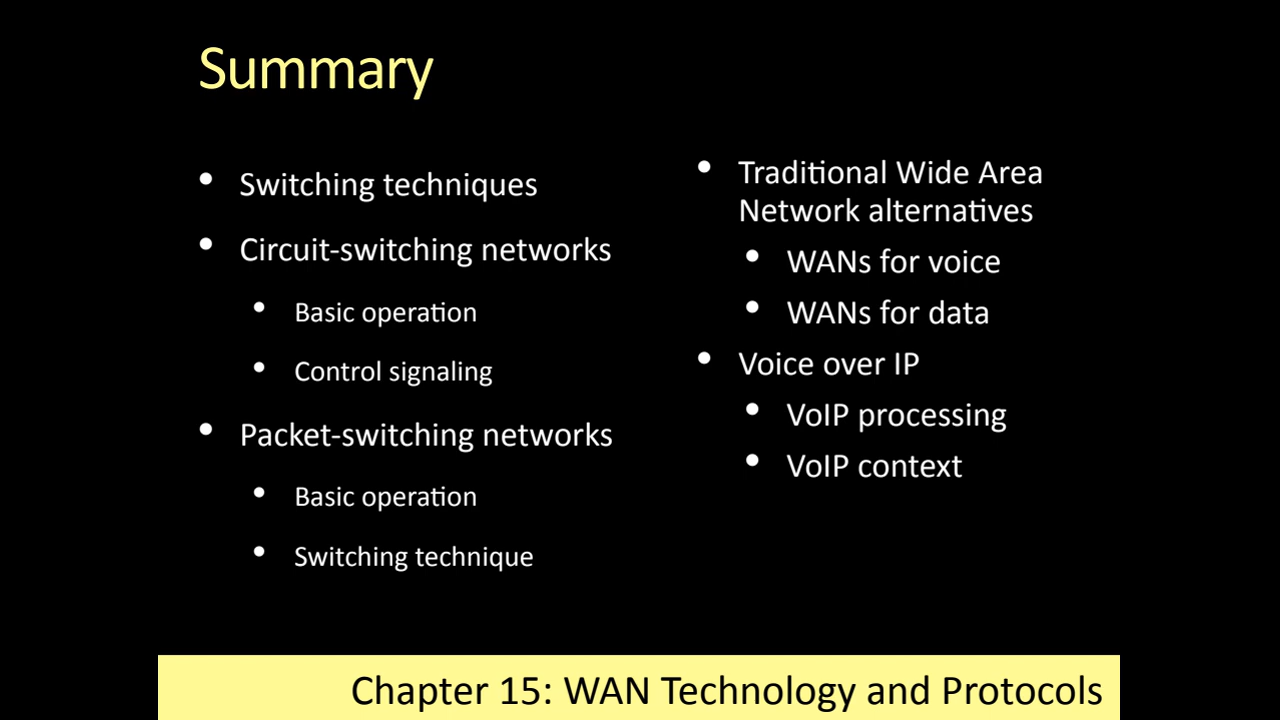 Summary
• Switching techniques
• Circuit-switching networks
• Basic operation
• Control signaling
• Packet-switching networks
• Basic operation
• Switching technique
• Traditional Wide Area
Network alternatives
• WANs for voice
• WANs for data
• Voice over IP
• VoIP processing
• VoIP context
Chapter 15: WAN Technology and Protocols